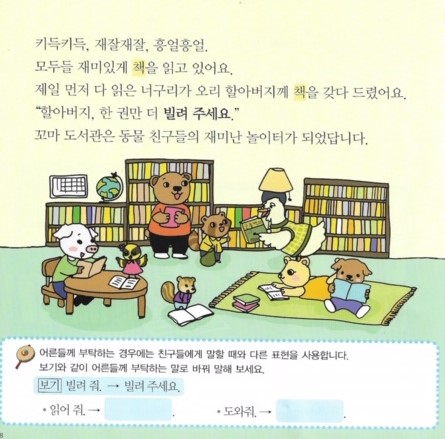 키득키득, 재잘재잘, 흥얼흥얼.
모두들 재미있게 책을 읽고 있어요.
제일 먼저 다 읽은 너구리가 오리 할아버지께 책을 갖다 드렸어요.
“할아버지, 한 권만 더 빌려 주세요.”
꼬마 도서관은 동물 친구들의 재미난 놀이터가 되었답니다.
어른들께 부탁하는 경우에는 친구들에게 말할 때와 다른 표현을 사용합니다.
보기와 같이 어른들께 부탁하는 말로 바꿔 말해 보세요.
보기 빌려 줘. → 빌려 주세요.
• 읽어 줘. → • 도와줘. →
8